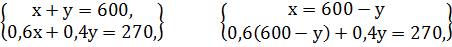 { x+y = 600,
0,6x + 0,4y = 270, }
{ x = 600 − y
0,6(600 − y) + 0,4y = 270, }